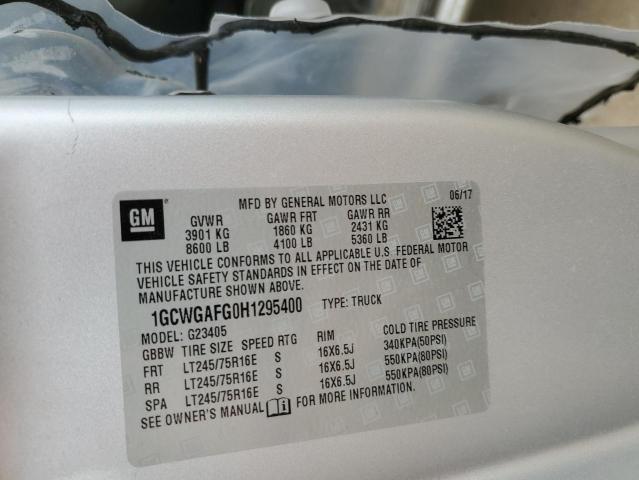 MFD BY GENERAL MOTORS LLC 06/17
GM
GVWR GAWR FRT GAWR RR
3901 KG 1860 KG 2431 KG
8600 LB 4100 LB 5360 LB
THIS VEHICLE CONFORMS TO ALL APPLICABLE U.S. FEDERAL MOTOR
VEHICLE SAFETY STANDARDS IN EFFECT ON THE DATE OF
MANUFACTURE SHOWN ABOVE.
1GCWGAFG0H1295400 TYPE: TRUCK
MODEL: G23405
GBBW TIRE SIZE SPEED RTG RIM COLD TIRE PRESSURE
FRT LT245/75R16E S 16X6.5J 340KPA(50PSI)
RR LT245/75R16E S 16X6.5J 550KPA(80PSI)
SPA LT245/75R16E S 16X6.5J 550KPA(80PSI)
SEE OWNER'S MANUAL FOR MORE INFORMATION.